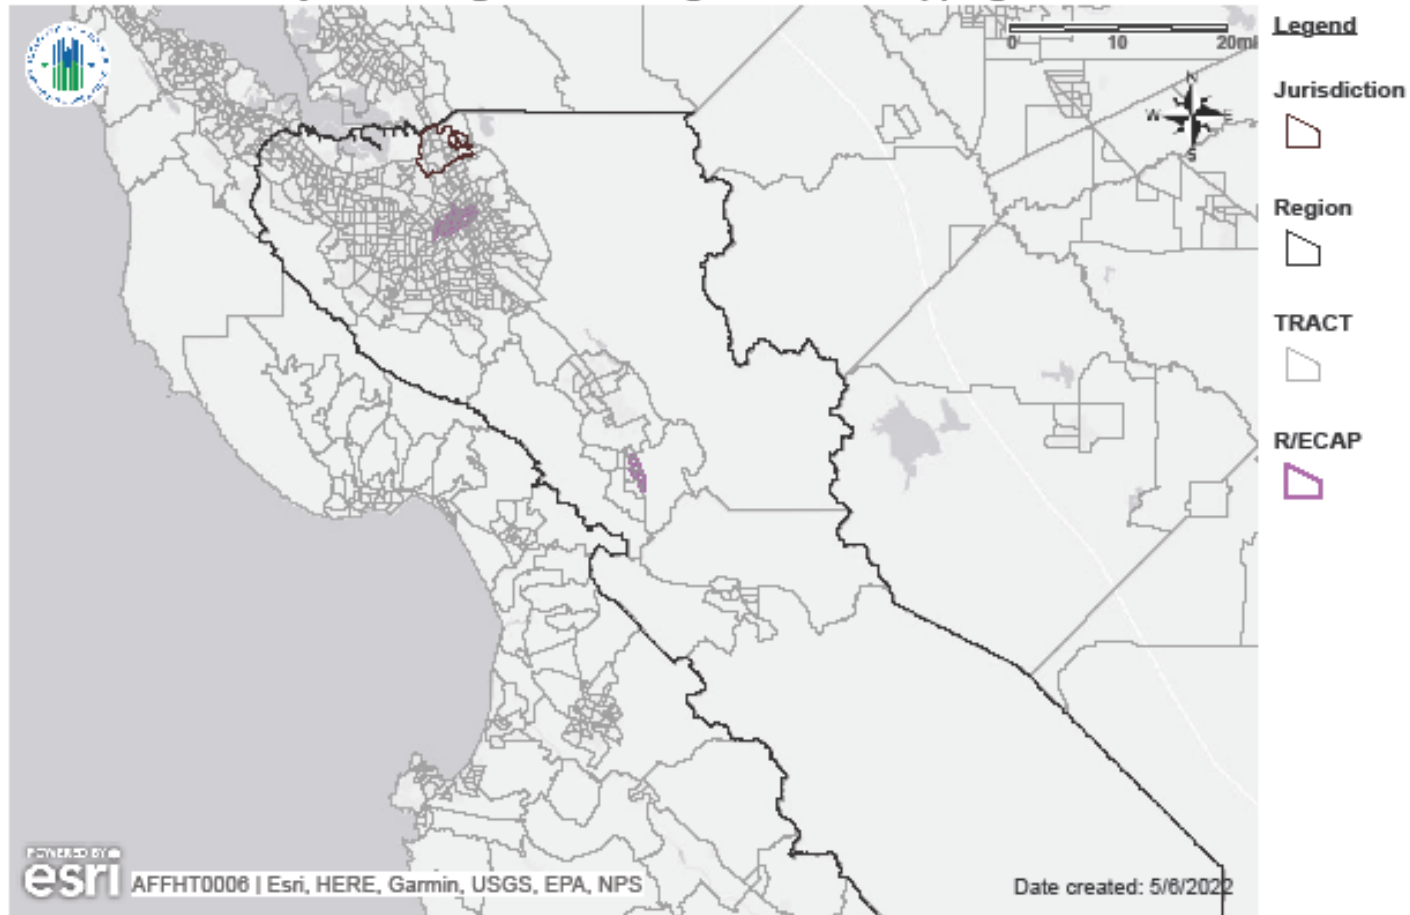 Legend
0 10 20mi
N
W E
S
Jurisdiction
Region
TRACT
R/ECAP
POWERED BY
esri
AFFHT0006 | Esri, HERE, Garmin, USGS, EPA, NPS
Date created: 5/6/2022